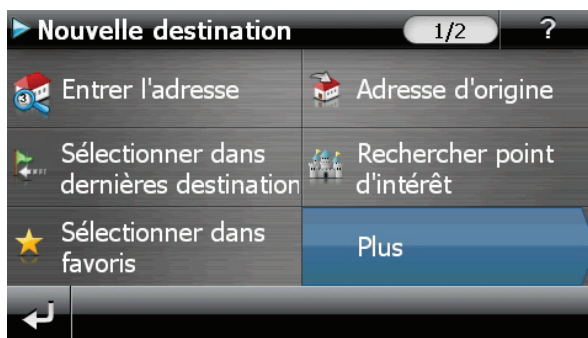 Nouvelle destination 1/2 ?
Entrer l'adresse
Adresse d'origine
Sélectionner dans
dernières destination
Rechercher point
d'intérêt
Sélectionner dans
favoris
Plus